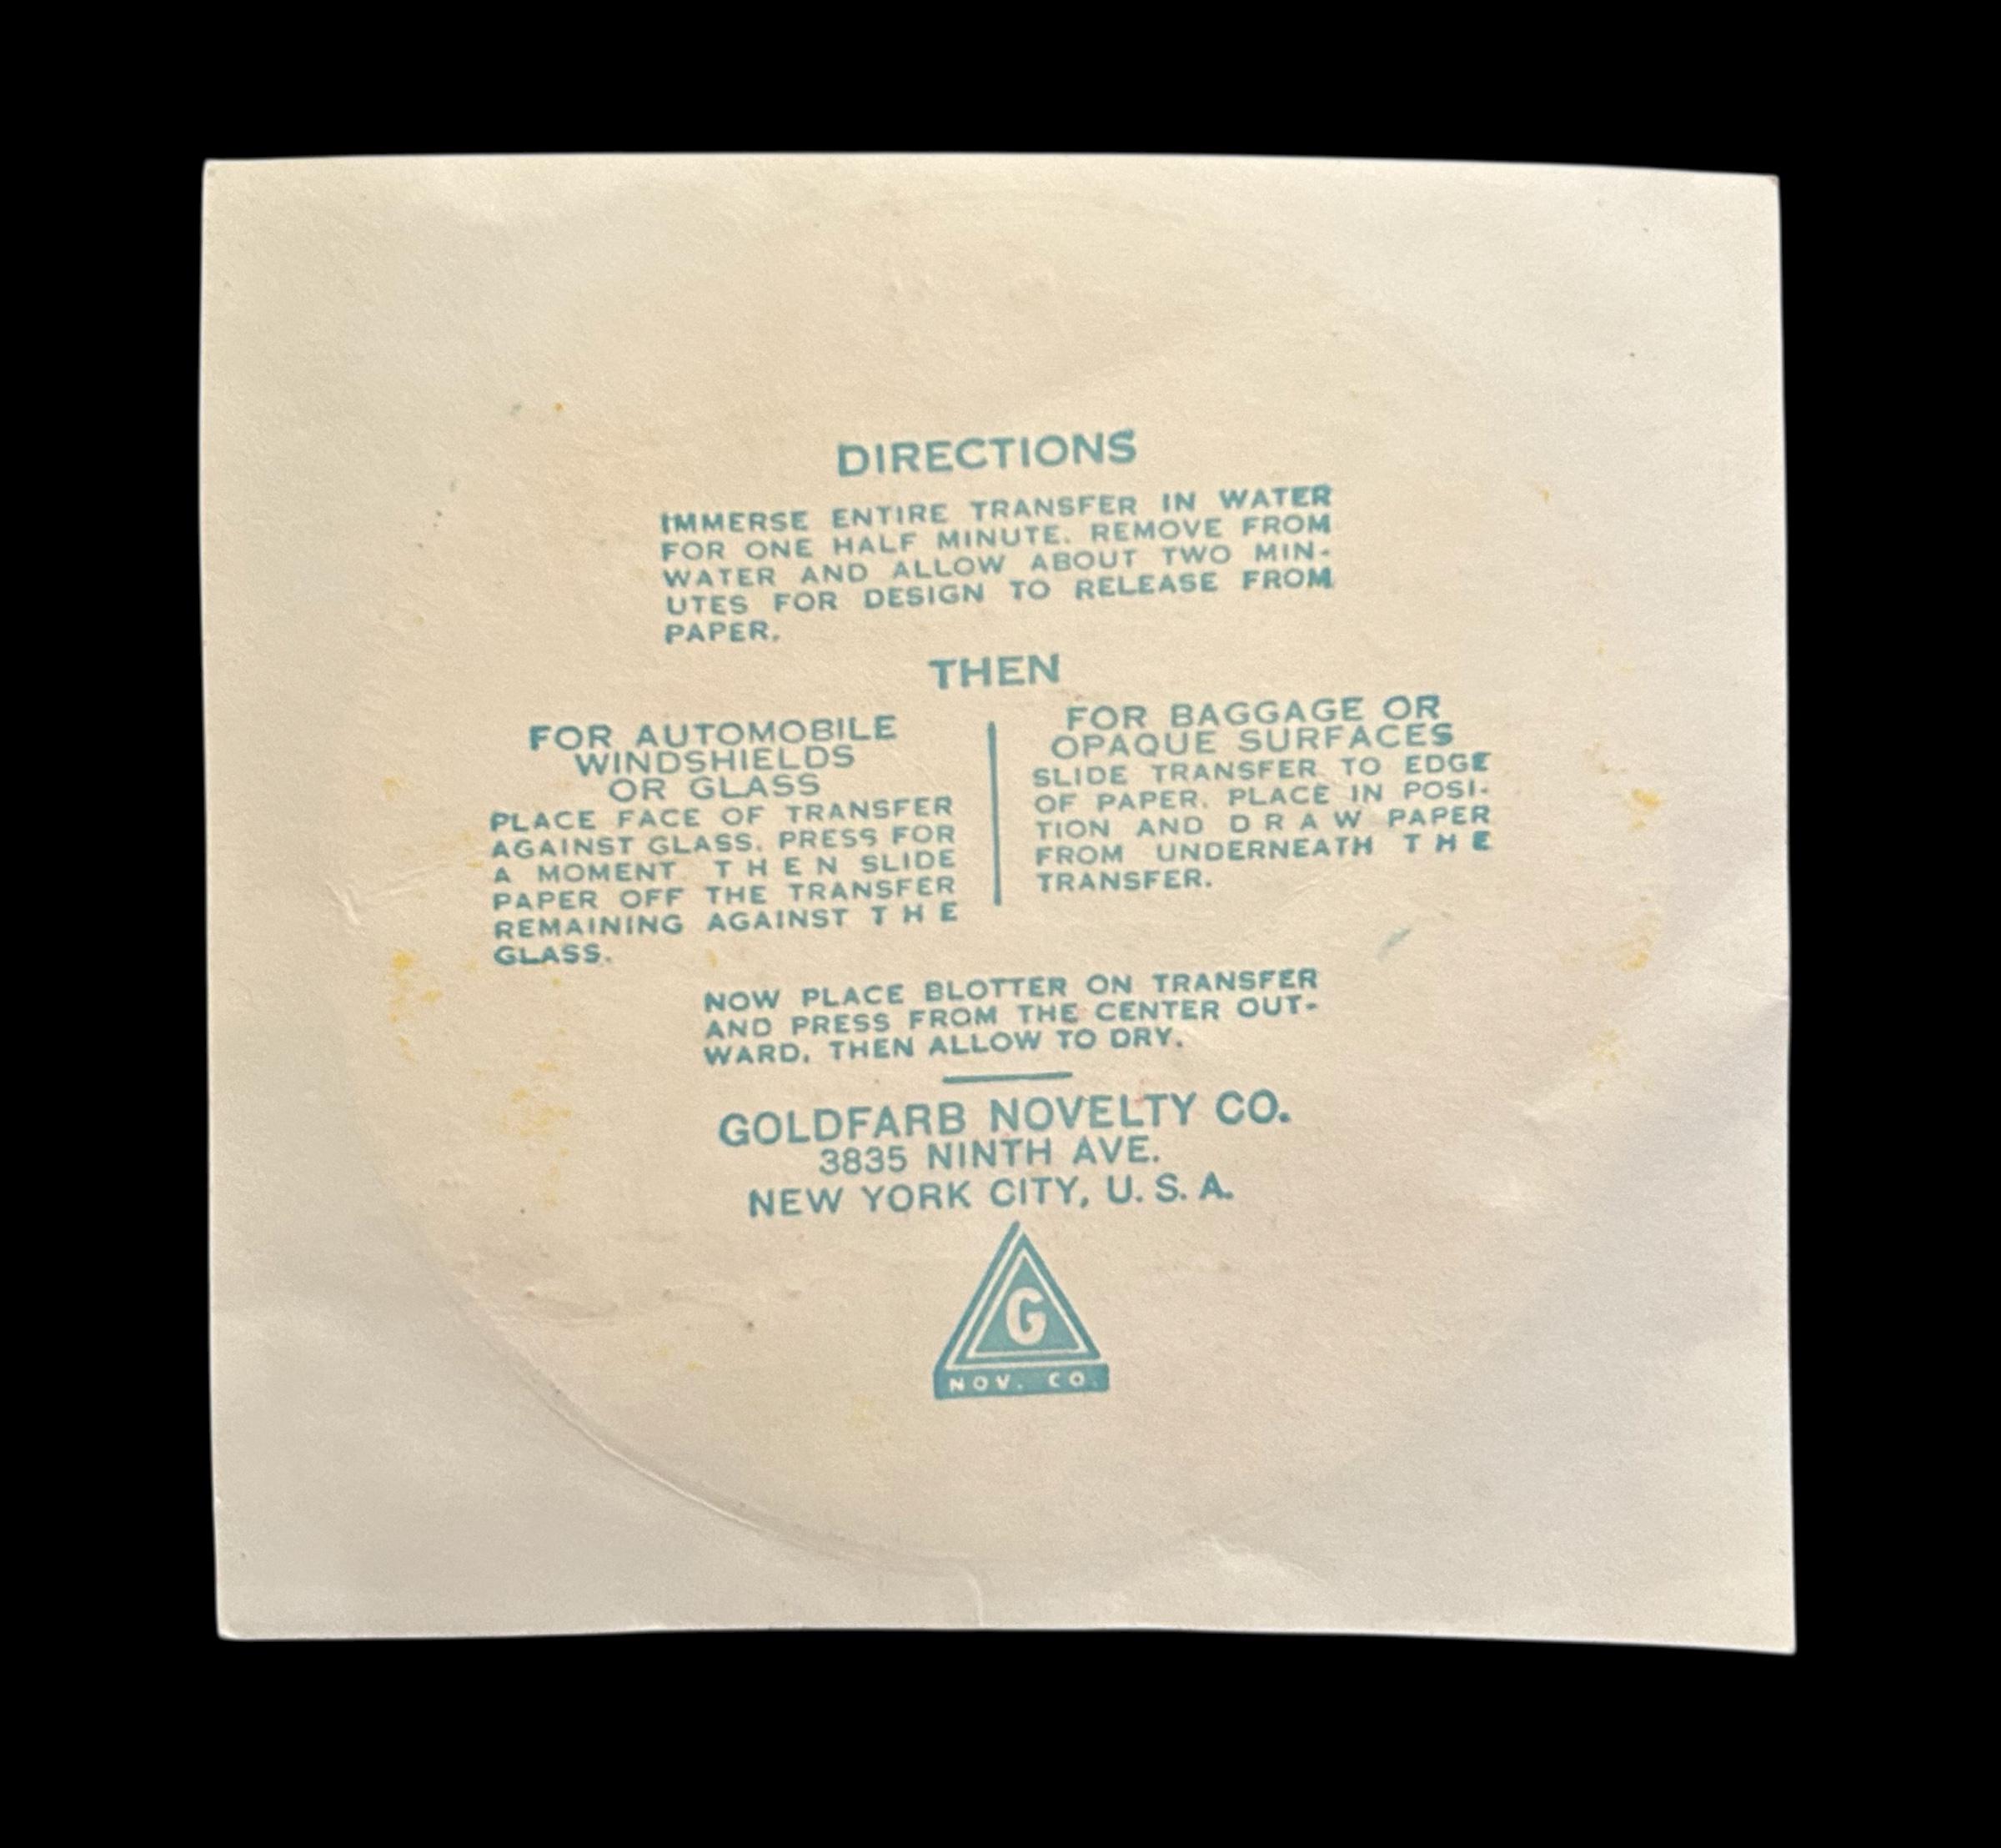 DIRECTIONS
IMMERSE ENTIRE TRANSFER IN WATER
FOR ONE HALF MINUTE. REMOVE FROM
WATER AND ALLOW ABOUT TWO MIN-
UTES FOR DESIGN TO RELEASE FROM
PAPER.
THEN
FOR AUTOMOBILE
WINDSHIELDS
OR GLASS
PLACE FACE OF TRANSFER
AGAINST GLASS. PRESS FOR
A MOMENT THEN SLIDE
PAPER OFF THE TRANSFER
REMAINING AGAINST THE
GLASS.
FOR BAGGAGE OR
OPAQUE SURFACES
SLIDE TRANSFER TO EDGE
OF PAPER. PLACE IN POSI-
TION AND DRAW PAPER
FROM UNDERNEATH THE
TRANSFER.
NOW PLACE BLOTTER ON TRANSFER
AND PRESS FROM THE CENTER OUT-
WARD. THEN ALLOW TO DRY.
GOLDFARB NOVELTY CO.
3835 NINTH AVE.
NEW YORK CITY, U. S. A.
G
NOV. CO.